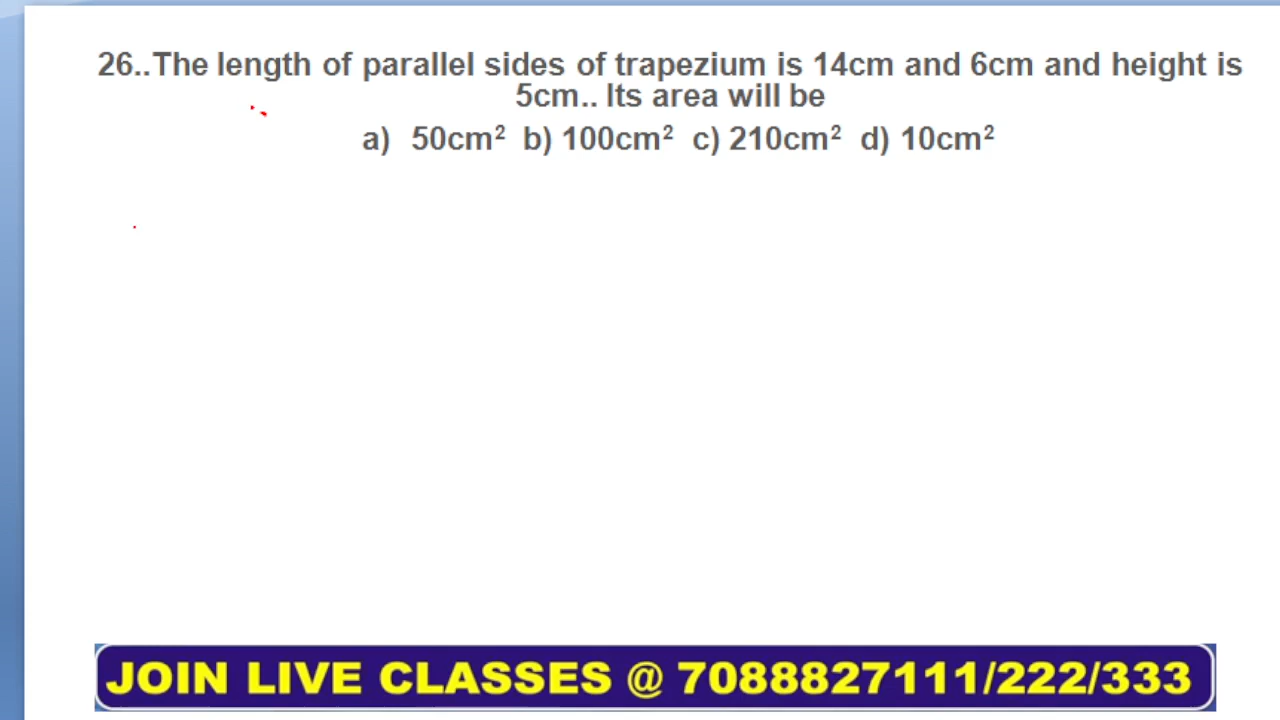 26..The length of parallel sides of trapezium is 14cm and 6cm and height is
5cm.. Its area will be
a) 50cm² b) 100cm² c) 210cm² d) 10cm²
JOIN LIVE CLASSES @ 7088827111/222/333